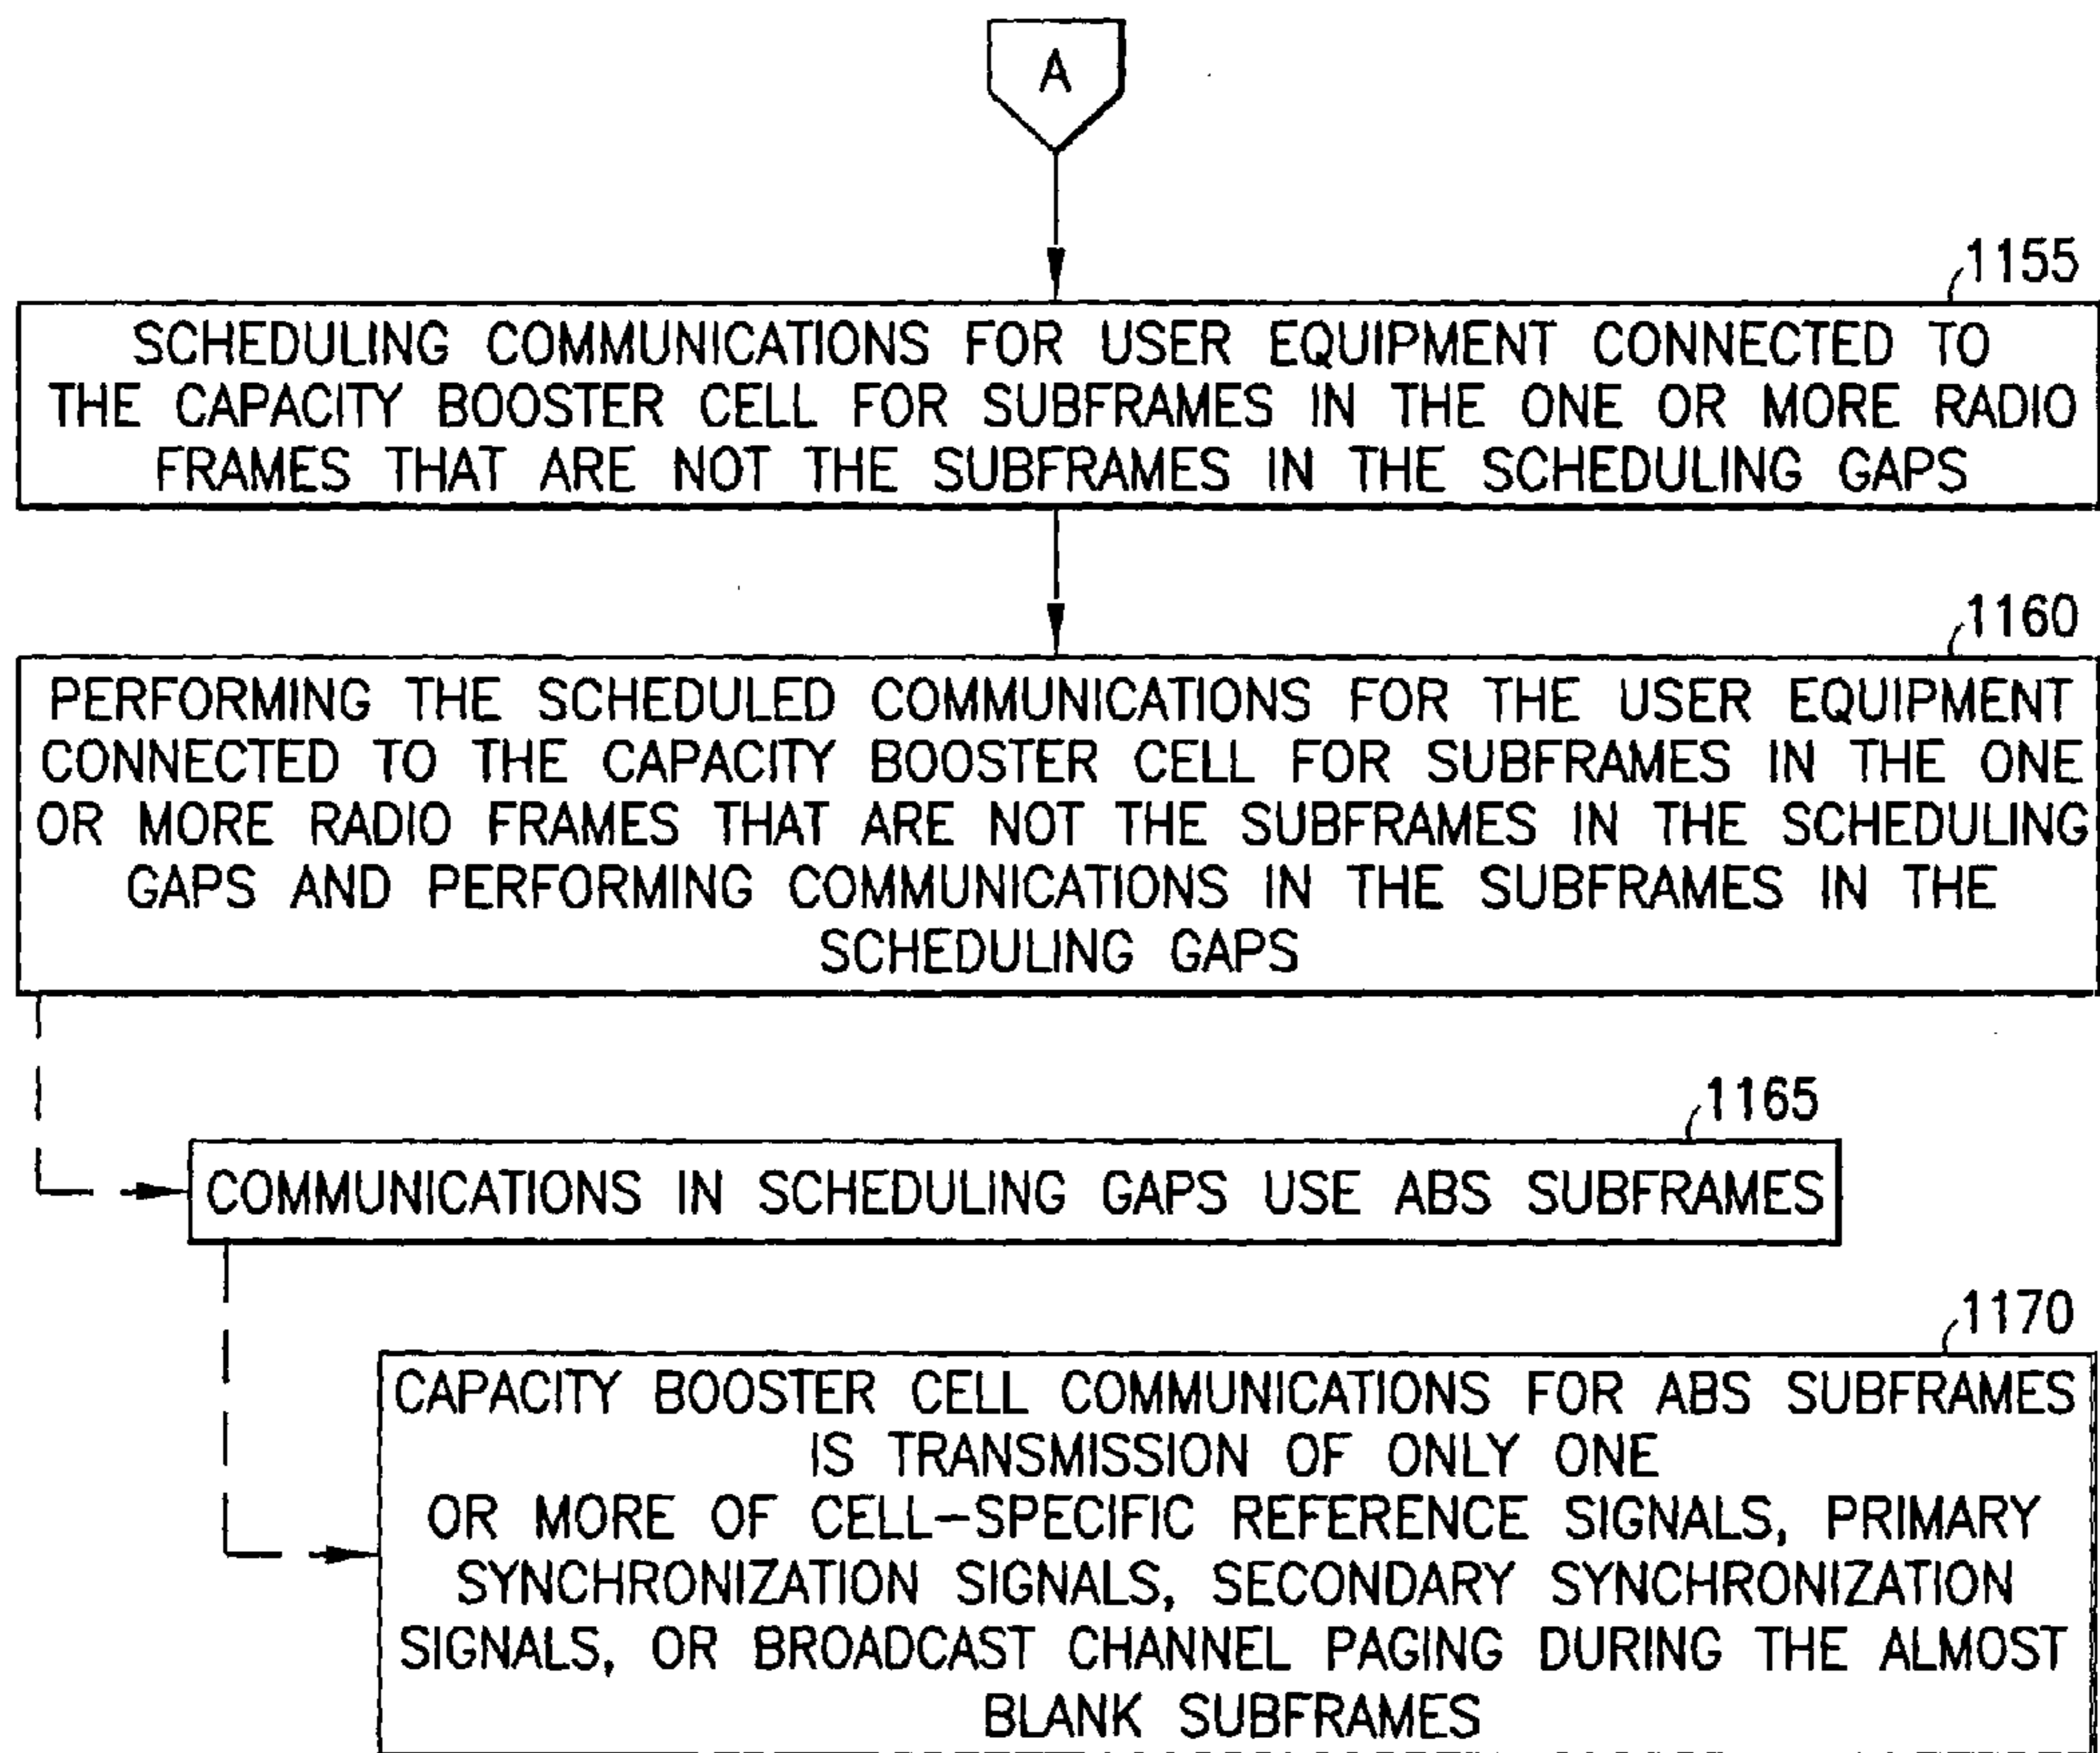 A
1155
SCHEDULING COMMUNICATIONS FOR USER EQUIPMENT CONNECTED TO
THE CAPACITY BOOSTER CELL FOR SUBFRAMES IN THE ONE OR MORE RADIO
FRAMES THAT ARE NOT THE SUBFRAMES IN THE SCHEDULING GAPS
1160
PERFORMING THE SCHEDULED COMMUNICATIONS FOR THE USER EQUIPMENT
CONNECTED TO THE CAPACITY BOOSTER CELL FOR SUBFRAMES IN THE ONE
OR MORE RADIO FRAMES THAT ARE NOT THE SUBFRAMES IN THE SCHEDULING
GAPS AND PERFORMING COMMUNICATIONS IN THE SUBFRAMES IN THE
SCHEDULING GAPS
1165
COMMUNICATIONS IN SCHEDULING GAPS USE ABS SUBFRAMES
1170
CAPACITY BOOSTER CELL COMMUNICATIONS FOR ABS SUBFRAMES
IS TRANSMISSION OF ONLY ONE
OR MORE OF CELL-SPECIFIC REFERENCE SIGNALS, PRIMARY
SYNCHRONIZATION SIGNALS, SECONDARY SYNCHRONIZATION
SIGNALS, OR BROADCAST CHANNEL PAGING DURING THE ALMOST
BLANK SUBFRAMES